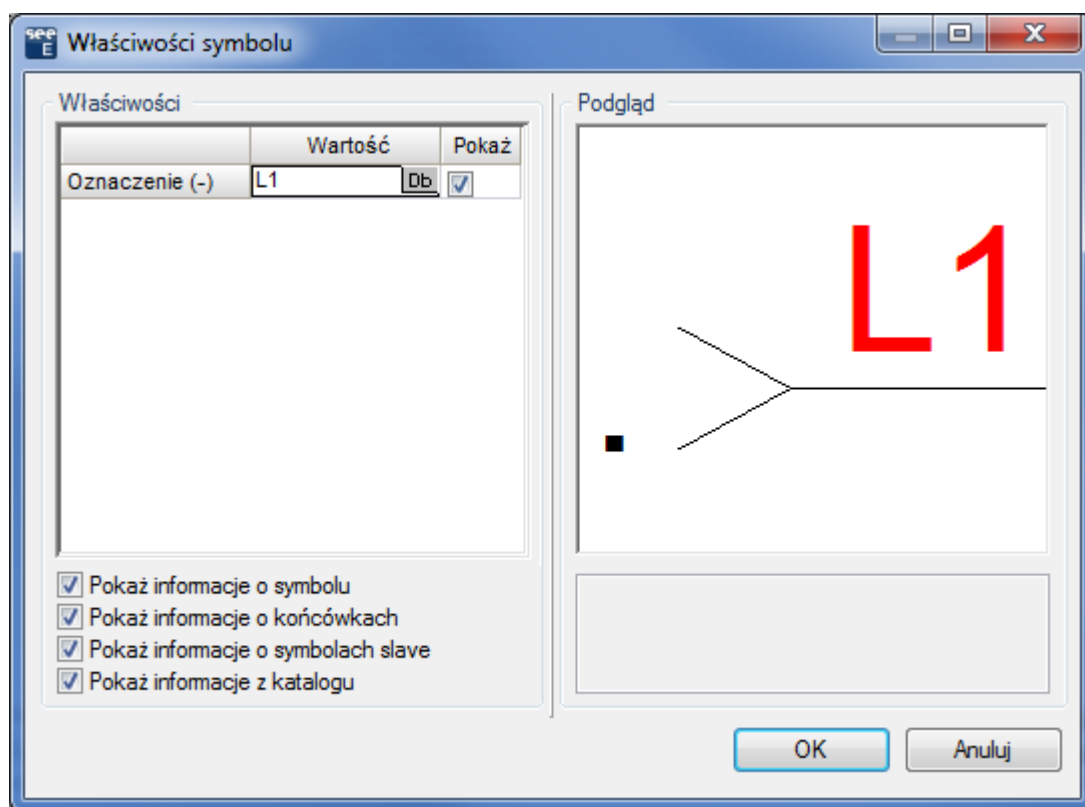 see E Właściwości symbolu
Właściwości
Wartość Pokaż
Oznaczenie (-) L1 Db
Pokaż informacje o symbolu
Pokaż informacje o końcówkach
Pokaż informacje o symbolach slave
Pokaż informacje z katalogu
Podgląd
L1
OK Anuluj